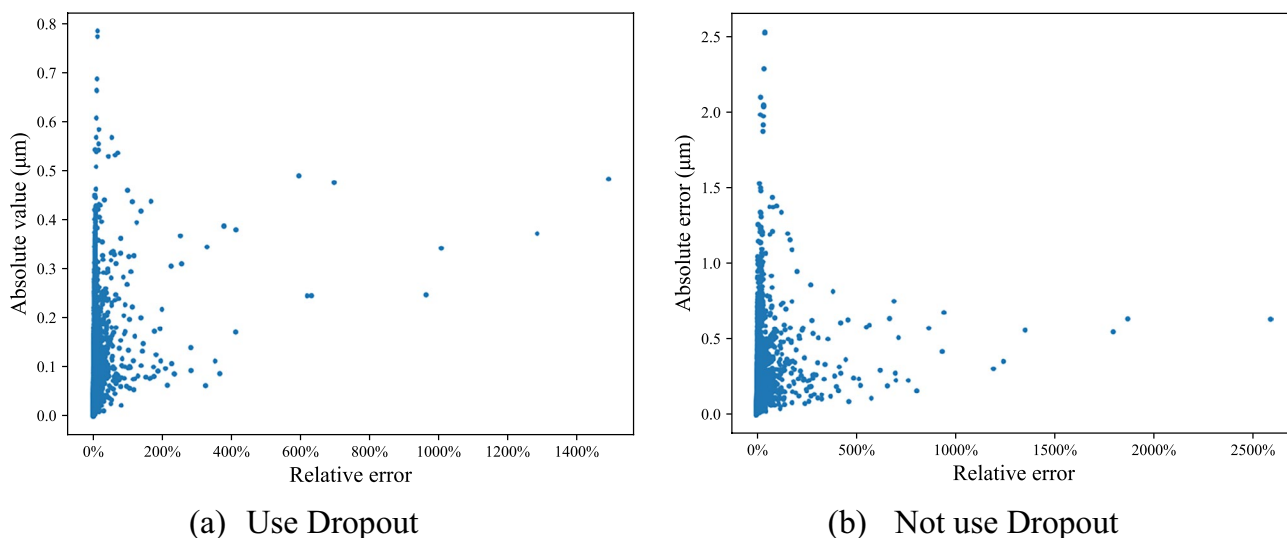 0.8
0.7
0.6
0.5
0.4
0.3
0.2
0.1
0.0
Absolute value (μm)
0% 200% 400% 600% 800% 1000% 1200% 1400%
Relative error
(a) Use Dropout
2.5
2.0
1.5
1.0
0.5
0.0
Absolute error (μm)
0% 500% 1000% 1500% 2000% 2500%
Relative error
(b) Not use Dropout